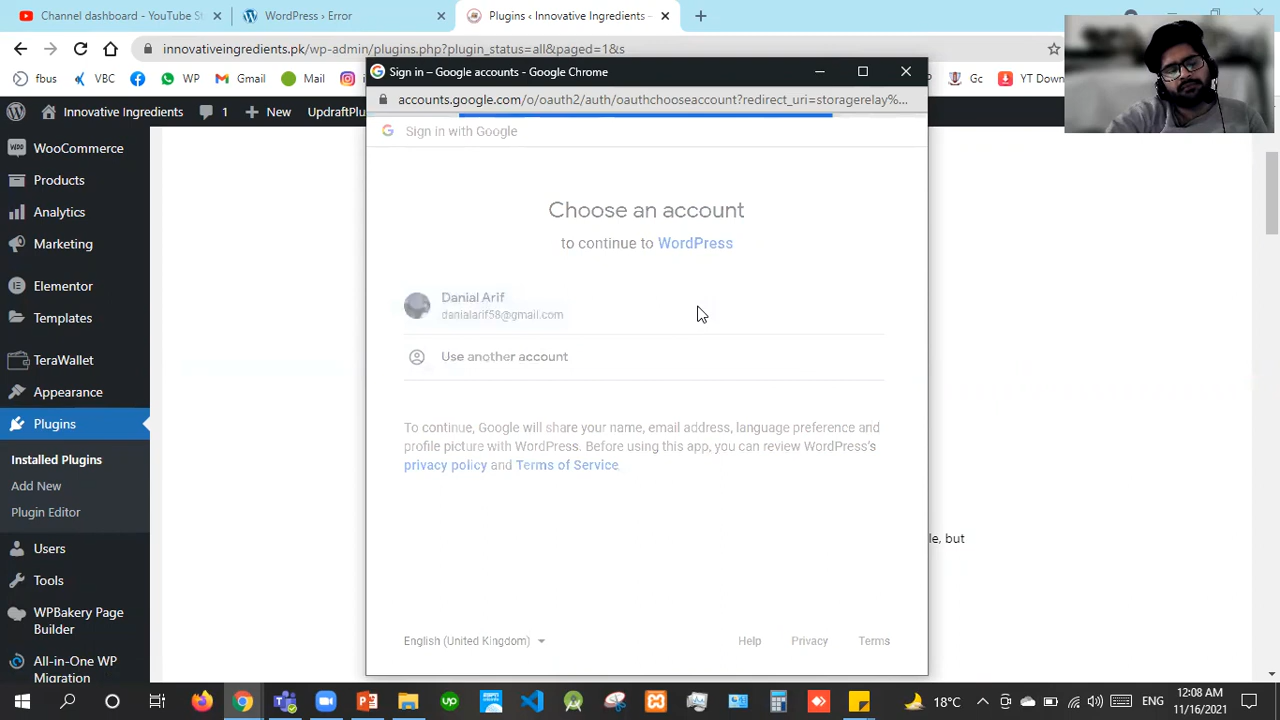 Channel dashboard - YouTube St
WordPress › Error
Plugins ‹ Innovative Ingredients –
innovativeingredients.pk/wp-admin/plugins.php?plugin_status=all&paged=1&s
fbus
VBC
WP
Gmail
Mail
Gc
YT Down
Sign in – Google accounts - Google Chrome
accounts.google.com/o/oauth2/auth/oauthchooseaccount?redirect_uri=storagerelay%...
Innovative Ingredients
1
New
UpdraftPlu
Sign in with Google
Choose an account
to continue to WordPress
Danial Arif
danialarif58@gmail.com
Use another account
To continue, Google will share your name, email address, language preference and
profile picture with WordPress. Before using this app, you can review WordPress's
privacy policy and Terms of Service.
English (United Kingdom)
Help
Privacy
Terms
le, but
WooCommerce
Products
Analytics
Marketing
Elementor
Templates
TeraWallet
Appearance
Plugins
Installed Plugins
Add New
Plugin Editor
Users
Tools
WPBakery Page
Builder
All-in-One WP
Migration
18°C
ENG
12:08 AM
11/16/2021